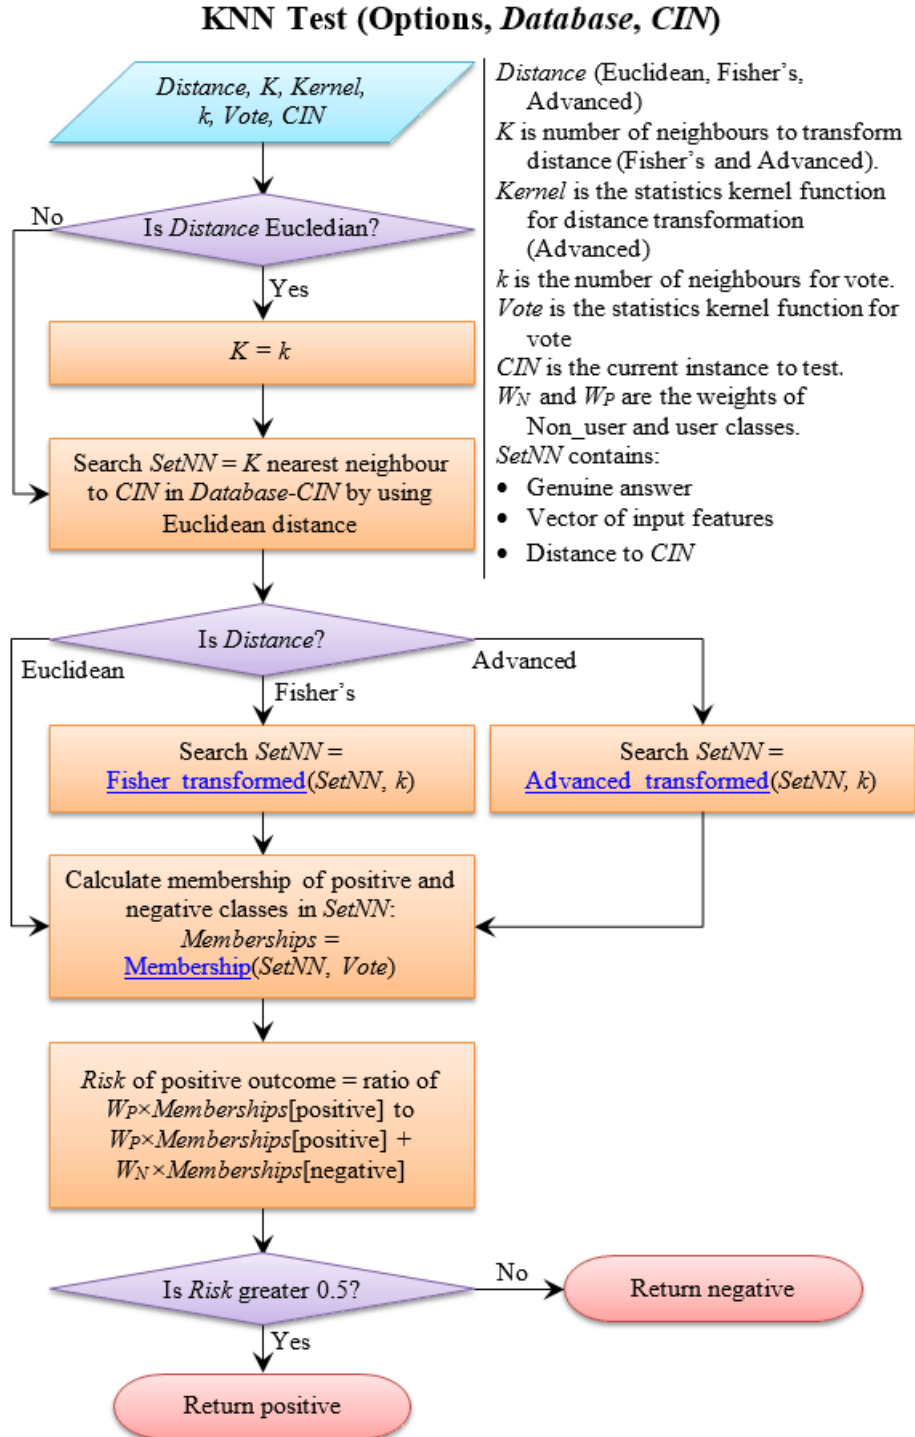 KNN Test (Options, Database, CIN)
Distance, K, Kernel,
k, Vote, CIN
Distance (Euclidean, Fisher’s,
Advanced)
K is number of neighbours to transform
distance (Fisher’s and Advanced).
Kernel is the statistics kernel function
for distance transformation
(Advanced)
k is the number of neighbours for vote.
Vote is the statistics kernel function for
vote
CIN is the current instance to test.
WN and WP are the weights of
Non_user and user classes.
SetNN contains:
• Genuine answer
• Vector of input features
• Distance to CIN
No
Is Distance Eucledian?
Yes
K = k
Search SetNN = K nearest neighbour
to CIN in Database-CIN by using
Euclidean distance
Is Distance?
Euclidean
Fisher’s
Advanced
Search SetNN =
Fisher_transformed(SetNN, k)
Search SetNN =
Advanced_transformed(SetNN, k)
Calculate membership of positive and
negative classes in SetNN:
Memberships =
Membership(SetNN, Vote)
Risk of positive outcome = ratio of
WP×Memberships[positive] to
WP×Memberships[positive] +
WN×Memberships[negative]
Is Risk greater 0.5?
No
Return negative
Yes
Return positive